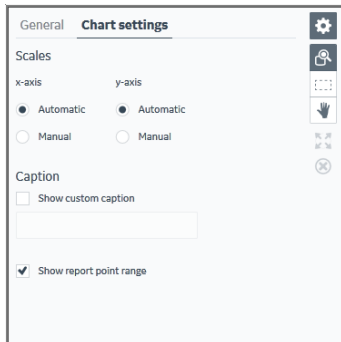 General Chart settings
Scales
x-axis y-axis
Automatic Automatic
Manual Manual
Caption
Show custom caption
Show report point range